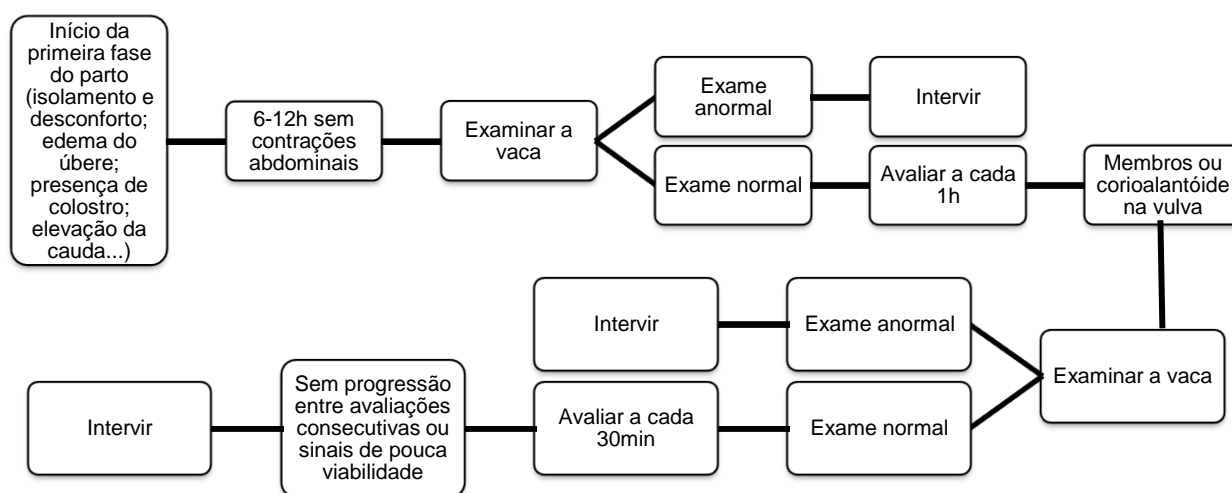 Início da
primeira fase
do parto
(isolamento e
desconforto;
edema do
úbere;
presença de
colostro;
elevação da
cauda...)
6-12h sem
contrações
abdominais
Examinar a
vaca
Exame
anormal
Intervir
Exame normal
Avaliar a cada
1h
Membros ou
corioalantóide
na vulva
Examinar a vaca
Exame anormal
Intervir
Exame normal
Avaliar a cada
30min
Sem progressão
entre avaliações
consecutivas ou
sinais de pouca
viabilidade
Intervir